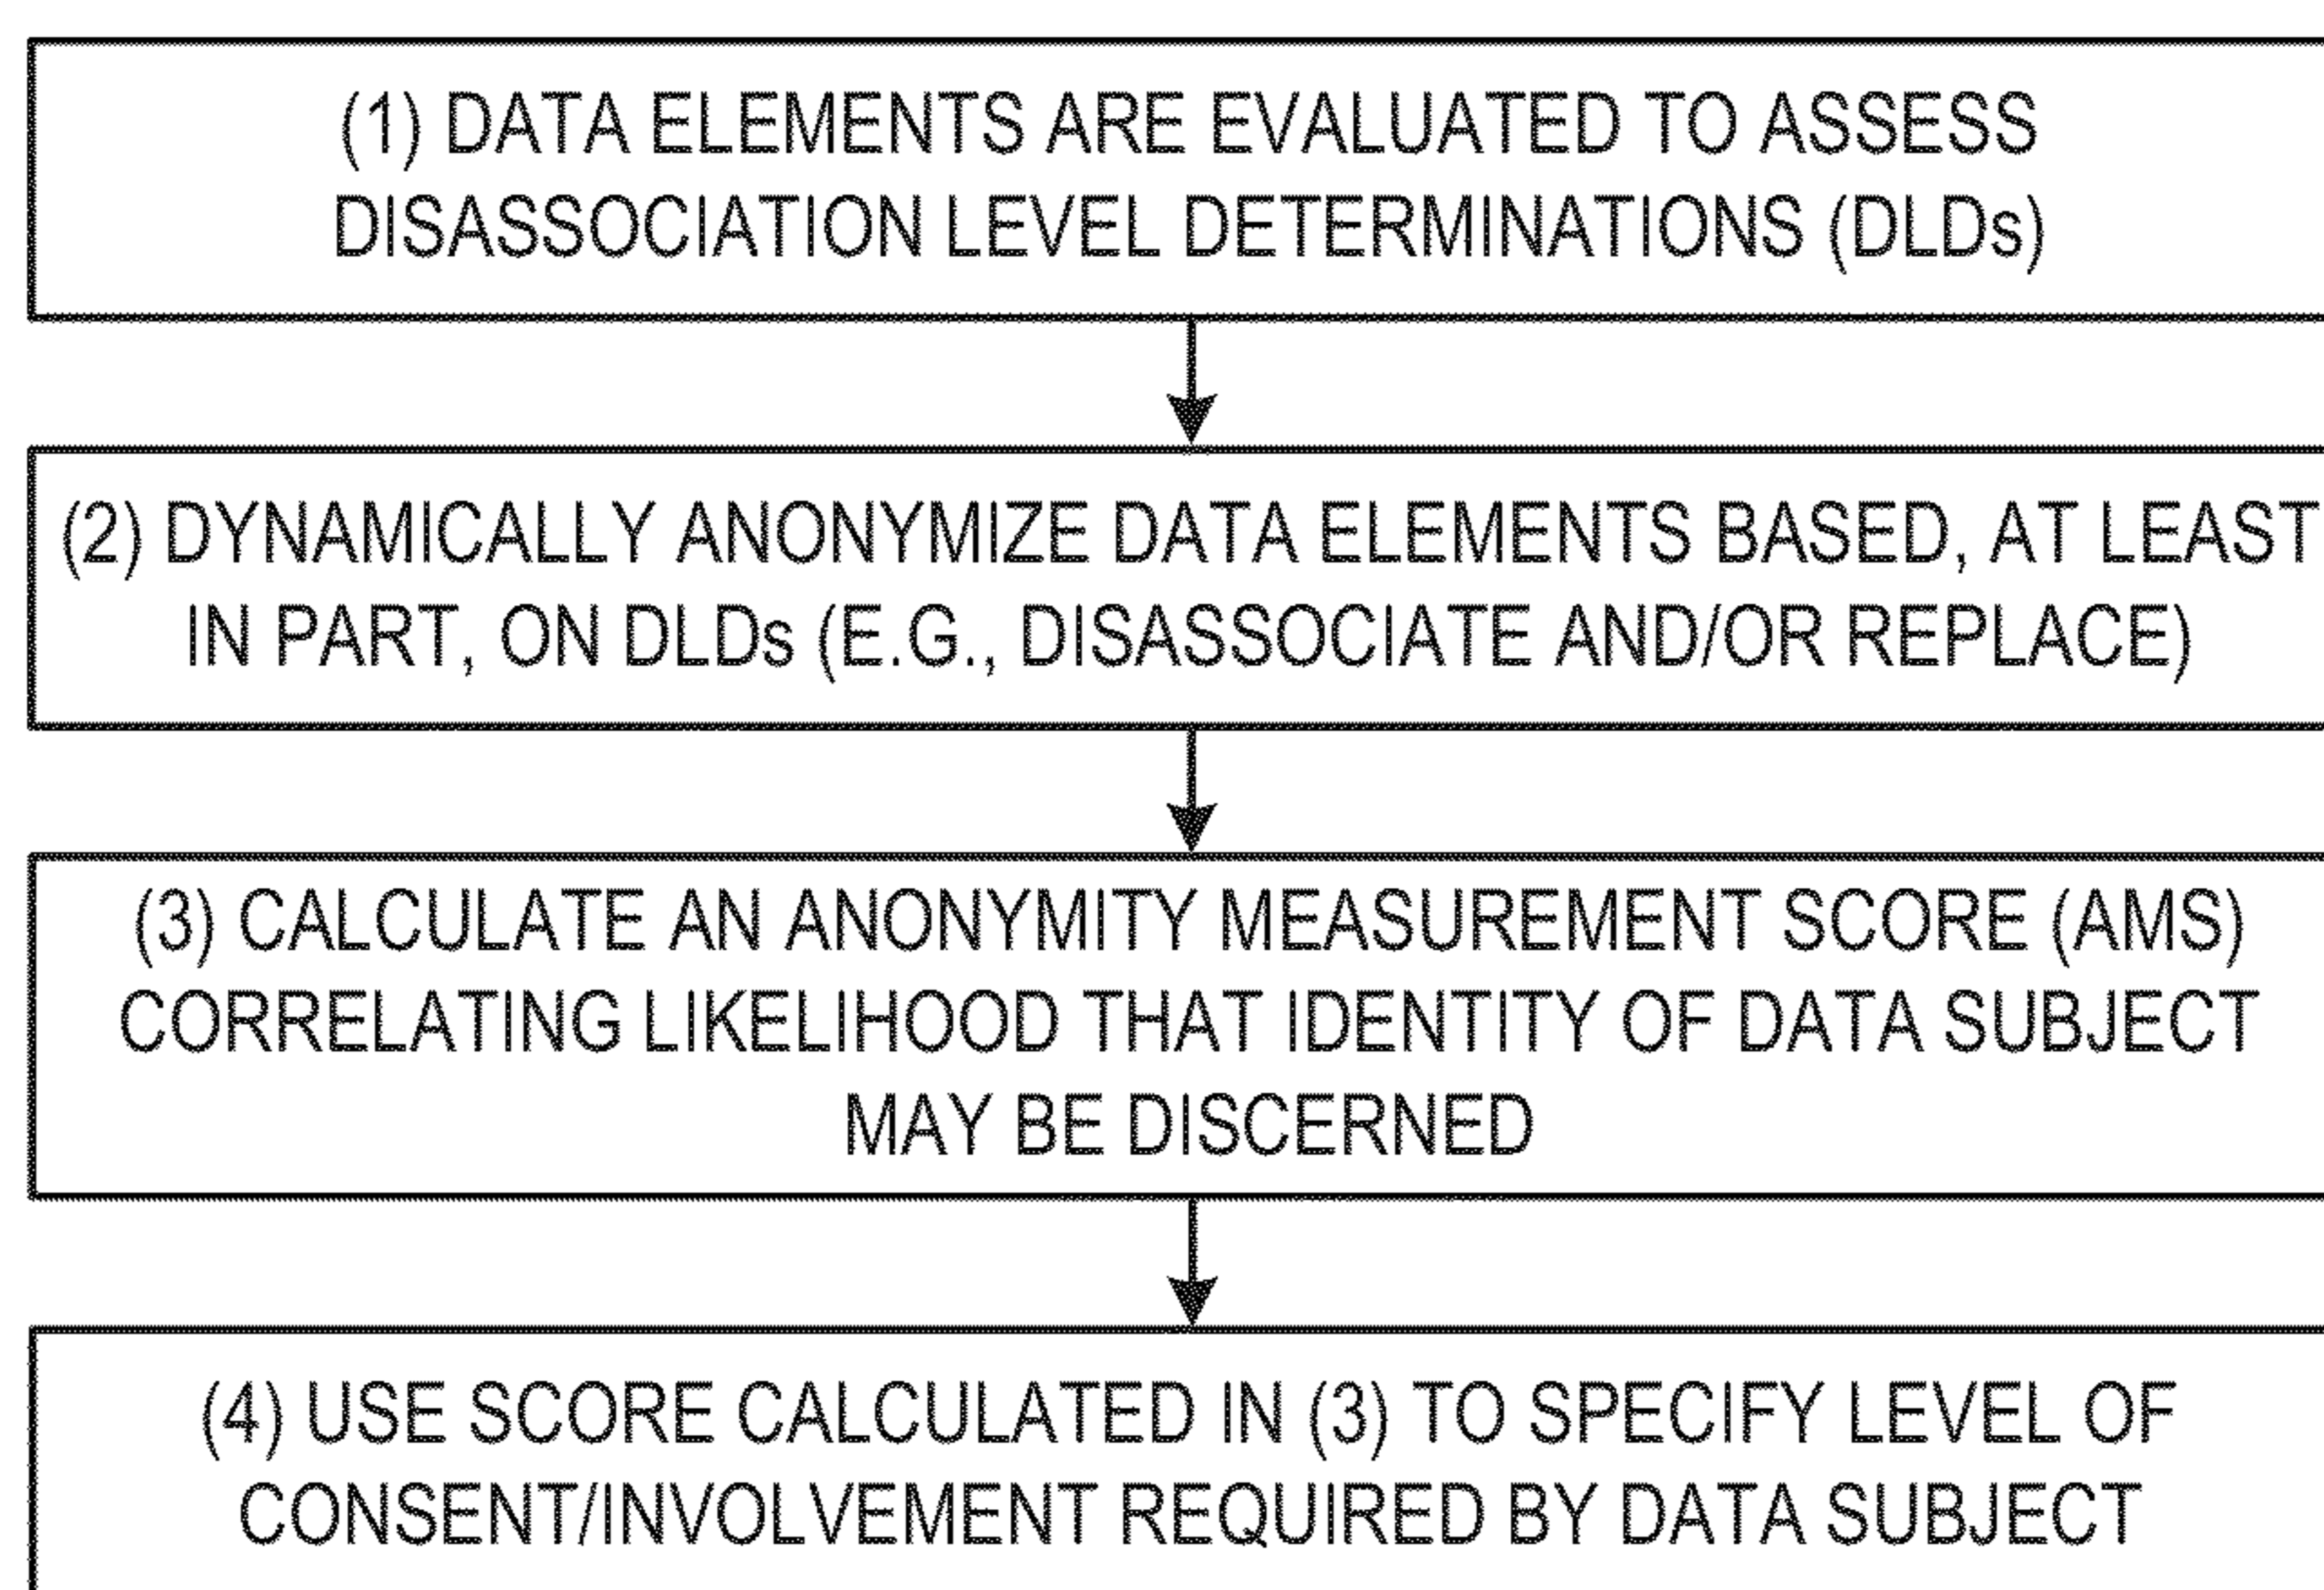 (1) DATA ELEMENTS ARE EVALUATED TO ASSESS
DISASSOCIATION LEVEL DETERMINATIONS (DLDs)
(2) DYNAMICALLY ANONYMIZE DATA ELEMENTS BASED, AT LEAST
IN PART, ON DLDs (E.G., DISASSOCIATE AND/OR REPLACE)
(3) CALCULATE AN ANONYMITY MEASUREMENT SCORE (AMS)
CORRELATING LIKELIHOOD THAT IDENTITY OF DATA SUBJECT
MAY BE DISCERNED
(4) USE SCORE CALCULATED IN (3) TO SPECIFY LEVEL OF
CONSENT/INVOLVEMENT REQUIRED BY DATA SUBJECT